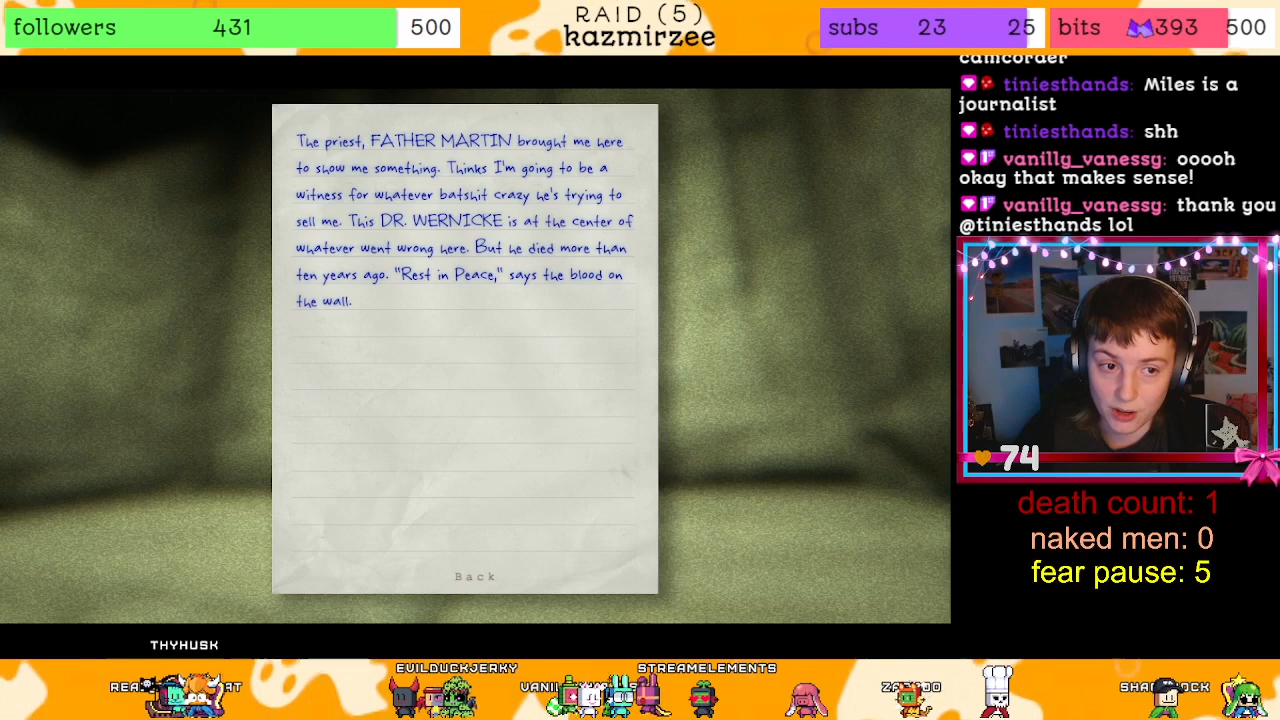 followers 431 500
RAID (5)
kazmirzee
subs 23 25
bits 393 500
camcorder
tiniesthands: Miles is a
journalist
tiniesthands: shh
vanilly_vanessy: ooooh
okay that makes sense!
vanilly_vanessy: thank you
@tiniesthands lol
The priest, FATHER MARTIN brought me here
to show me something. Thinks I'm going to be a
witness for whatever batshit crazy he's trying to
sell me. This DR. WERNICKE is at the center of
whatever went wrong here. But he died more than
ten years ago. "Rest in Peace," says the blood on
the wall.
Back
74
death count: 1
naked men: 0
fear pause: 5
THYHUSK
EVILDUCKJERKY
STREAMELEMENTS